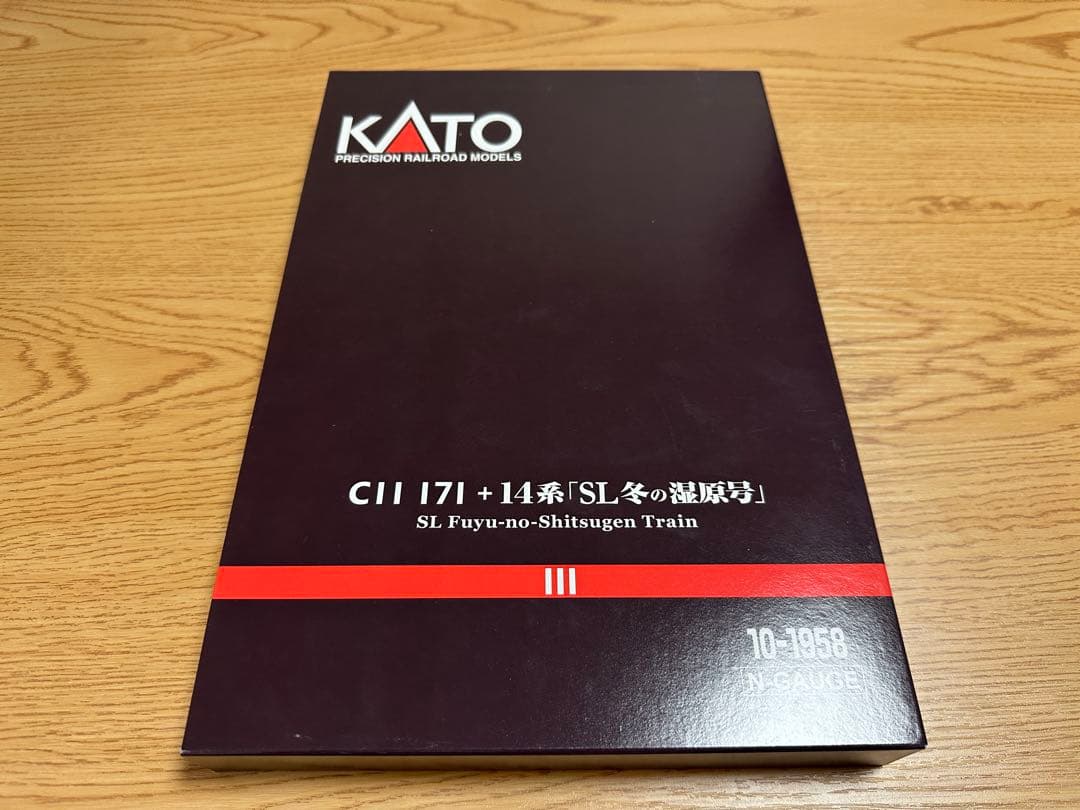 KATO
PRECISION RAILROAD MODELS
C11 171 + 14系「SL冬の湿原号」
SL Fuyu-no-Shitsugen Train
10-1958
N-GAUGE